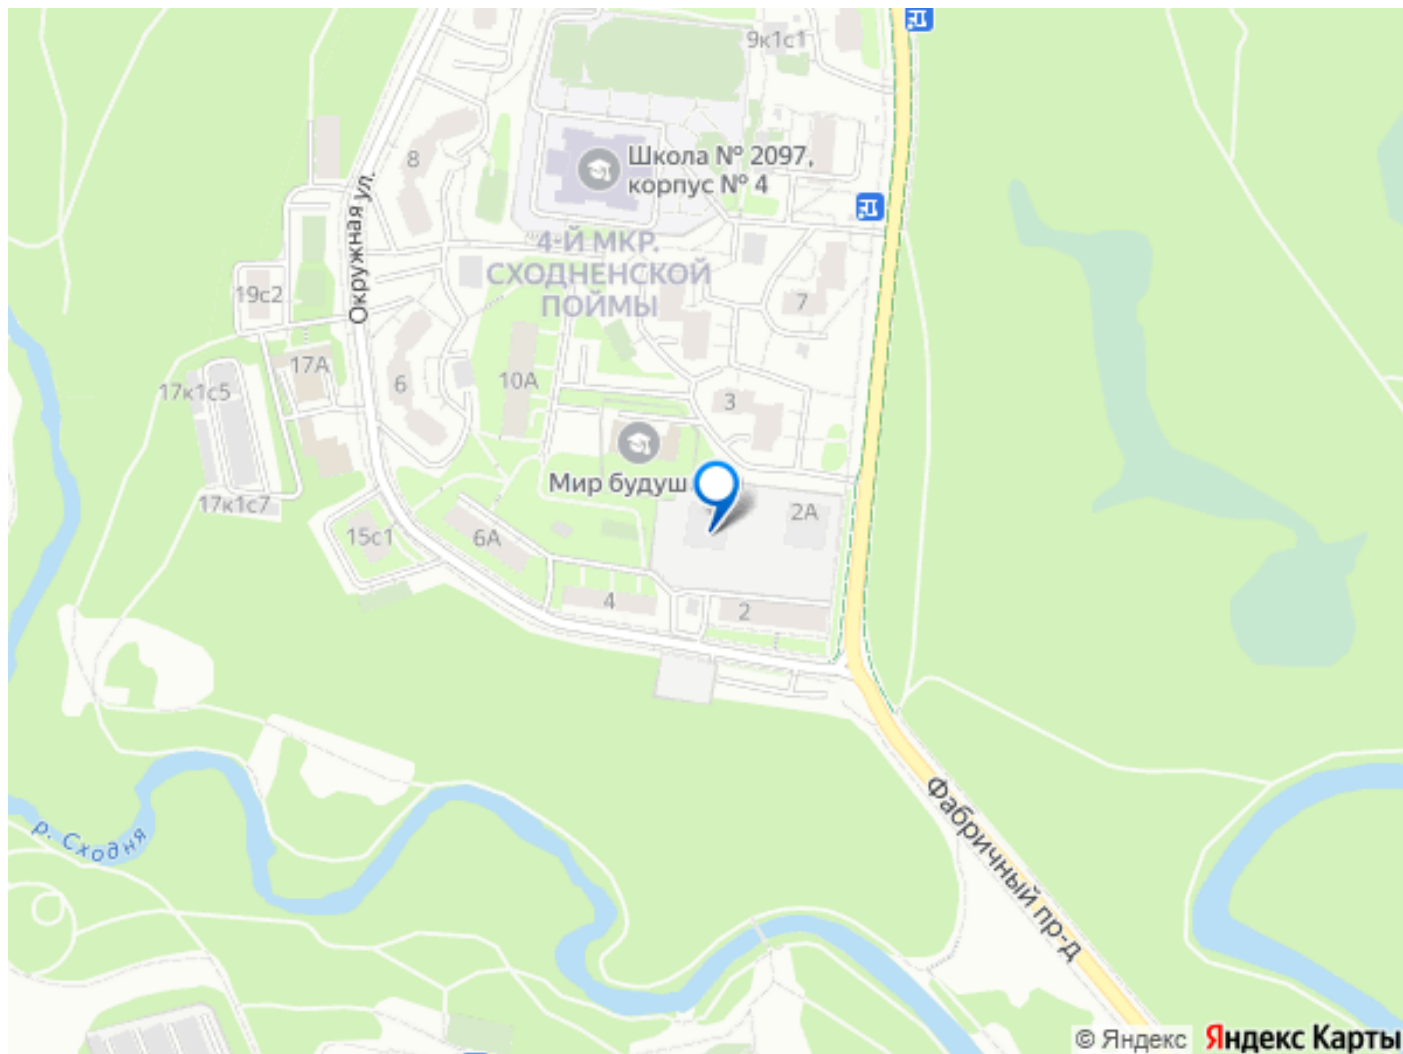 9к1с1
8
Школа № 2097,
корпус № 4
Окружная ул.
4-Й МКР.
СХОДНЕНСКОЙ
ПОЙМЫ
19с2
7
17А
17к1с5
6
10А
3
Мир будущ
17к1с7
15с1
6А
2А
4
2
р. Сходня
Фабричный пр-д
© Яндекс
Яндекс Карты